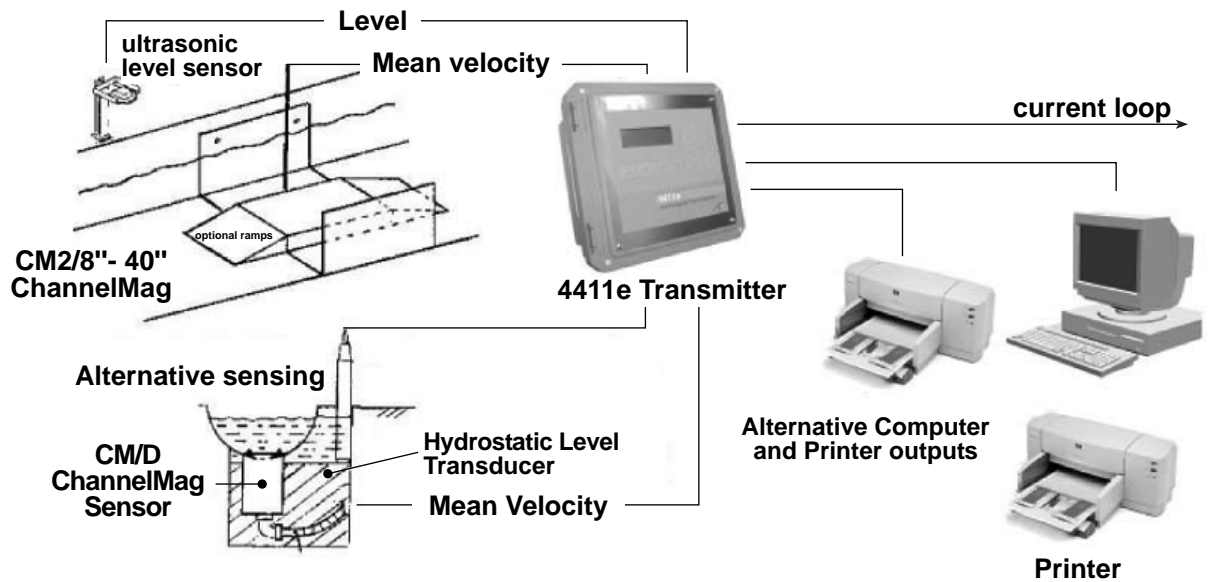 Level
ultrasonic
level sensor
Mean velocity
current loop
optional ramps
CM2/8"- 40"
ChannelMag
4411e Transmitter
Alternative sensing
CM/D
ChannelMag
Sensor
Hydrostatic Level
Transducer
Mean Velocity
Alternative Computer
and Printer outputs
Printer